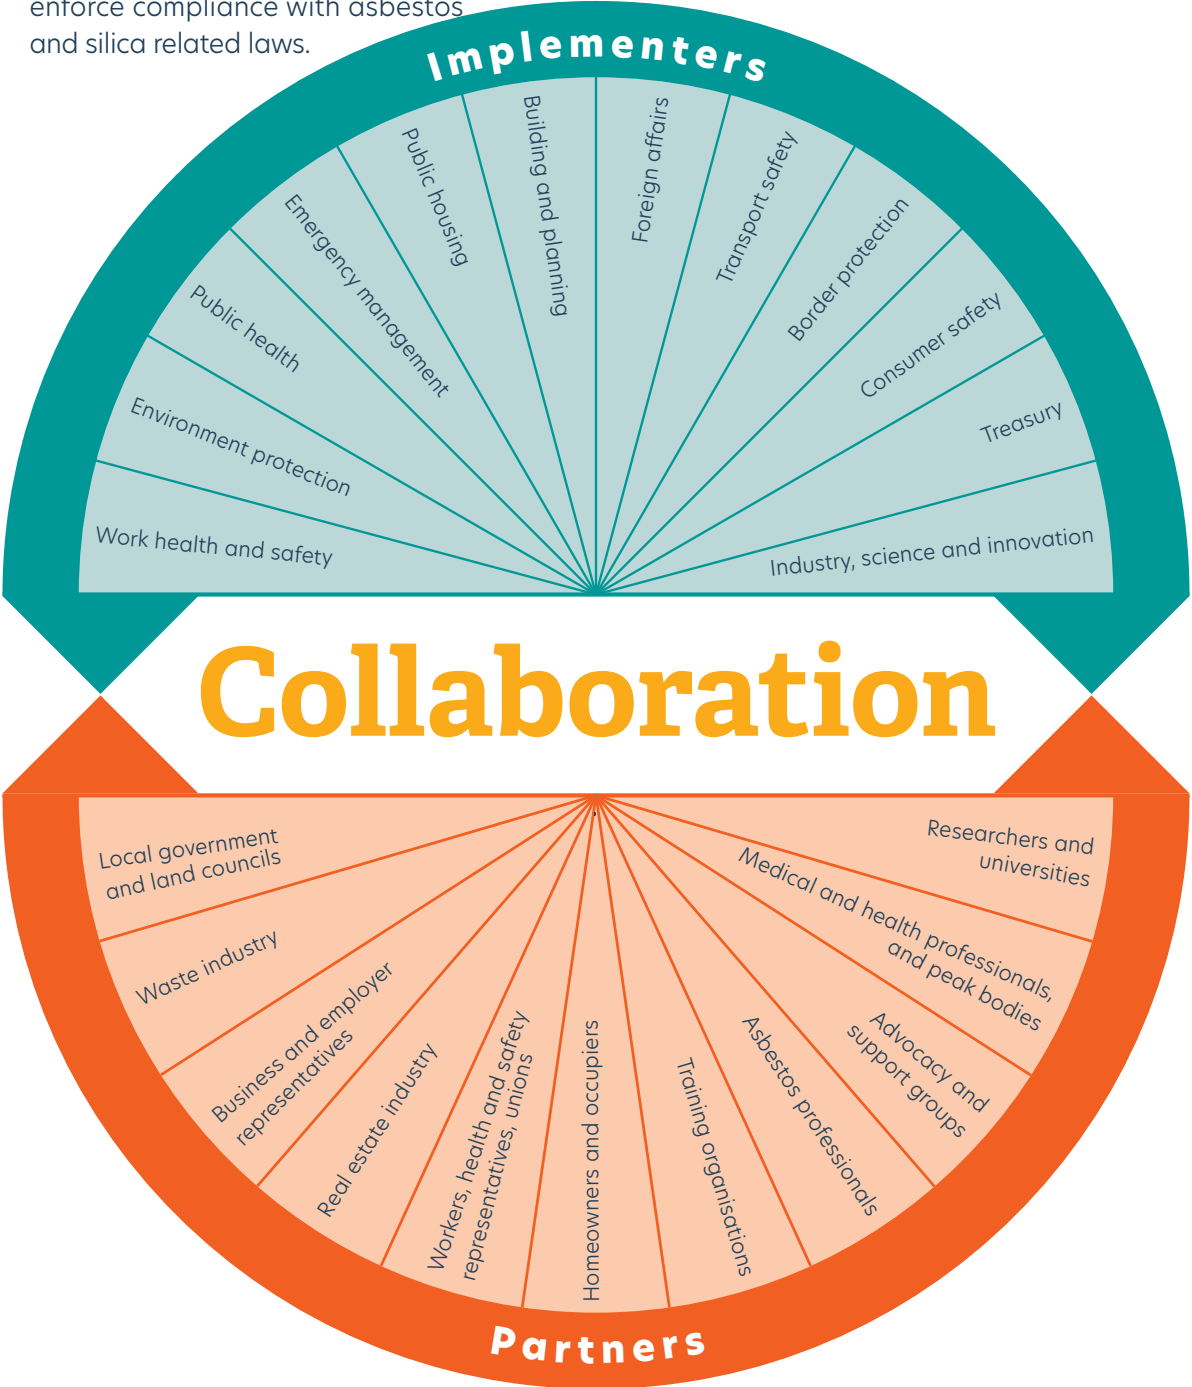 enforce compliance with asbestos
and silica related laws.
Implementers
Work health and safety
Environment protection
Public health
Emergency management
Public housing
Building and planning
Foreign affairs
Transport safety
Border protection
Consumer safety
Treasury
Industry, science and innovation
Collaboration
Local government
and land councils
Waste industry
Business and employer
representatives
Real estate industry
Workers, health and safety
representatives, unions
Homeowners and occupiers
Training organisations
Asbestos professionals
Advocacy and
support groups
Medical and health professionals,
and peak bodies
Researchers and
universities
Partners